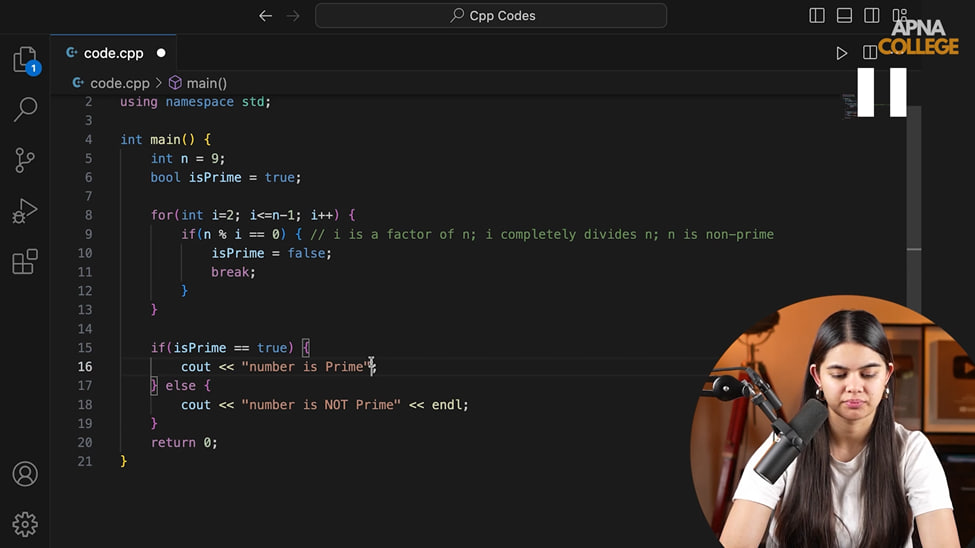 Cpp Codes
APNA
COLLEGE
1
code.cpp
code.cpp > main()
2 using namespace std;
3
4 int main() {
5 int n = 9;
6 bool isPrime = true;
7
8 for(int i=2; i<=n-1; i++) {
9 if(n % i == 0) { // i is a factor of n; i completely divides n; n is non-prime
10 isPrime = false;
11 break;
12 }
13 }
14
15 if(isPrime == true) {
16 cout << "number is Prime";
17 } else {
18 cout << "number is NOT Prime" << endl;
19 }
20 return 0;
21 }